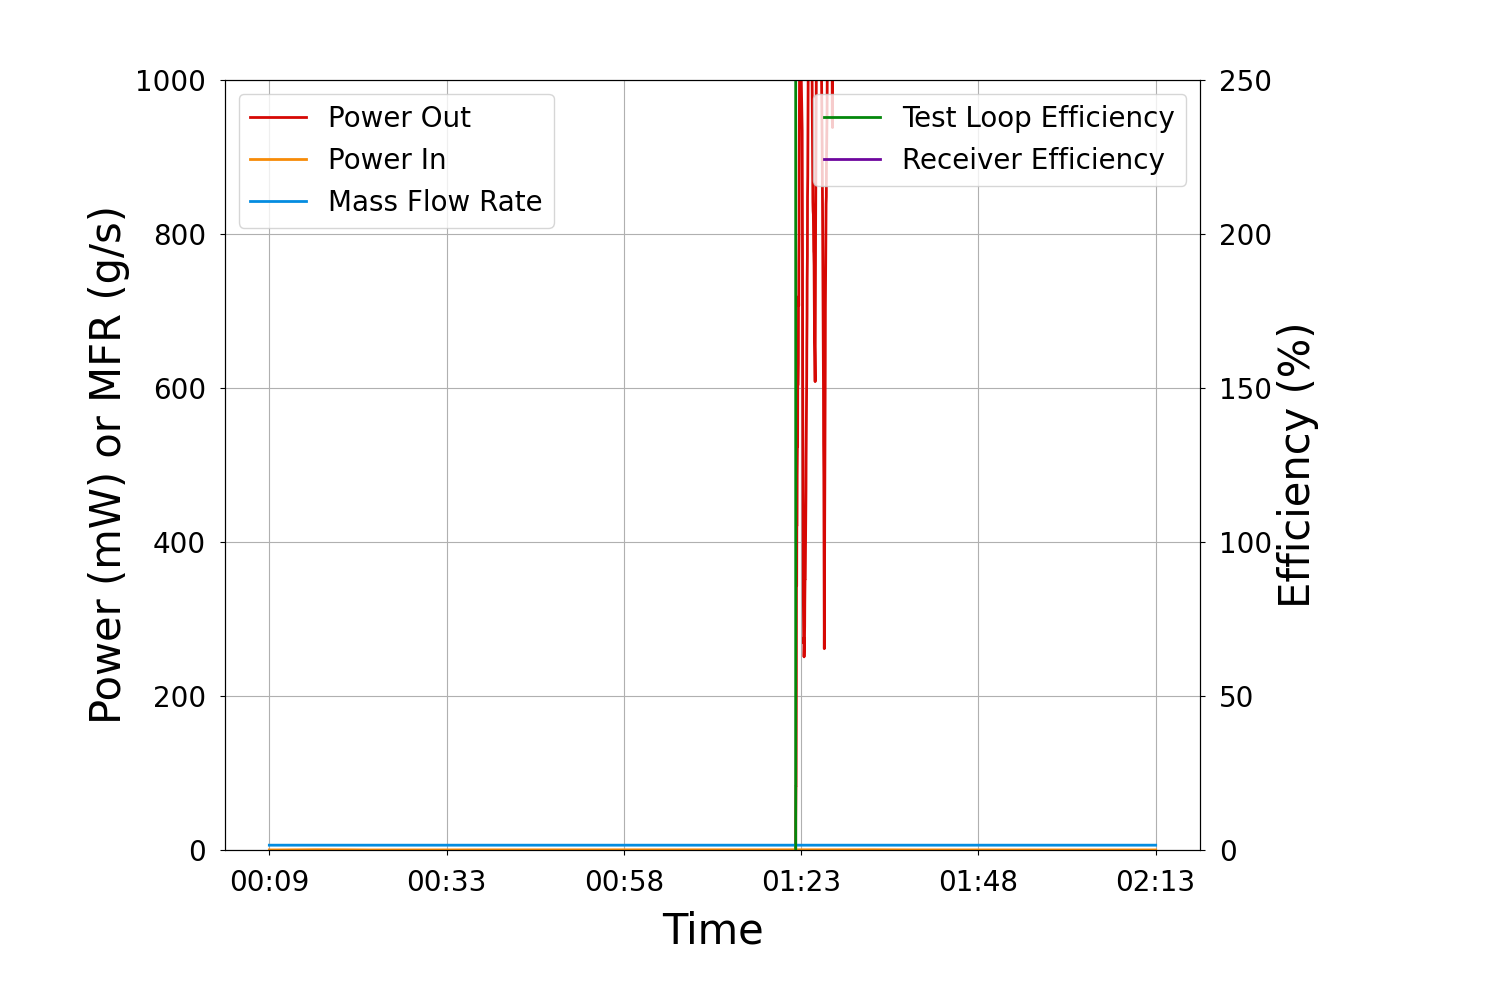 1000
800
600
400
200
0
Power (mW) or MFR (g/s)
Power Out
Power In
Mass Flow Rate
Test Loop Efficiency
Receiver Efficiency
250
200
150
100
50
0
Efficiency (%)
00:09 00:33 00:58 01:23 01:48 02:13
Time